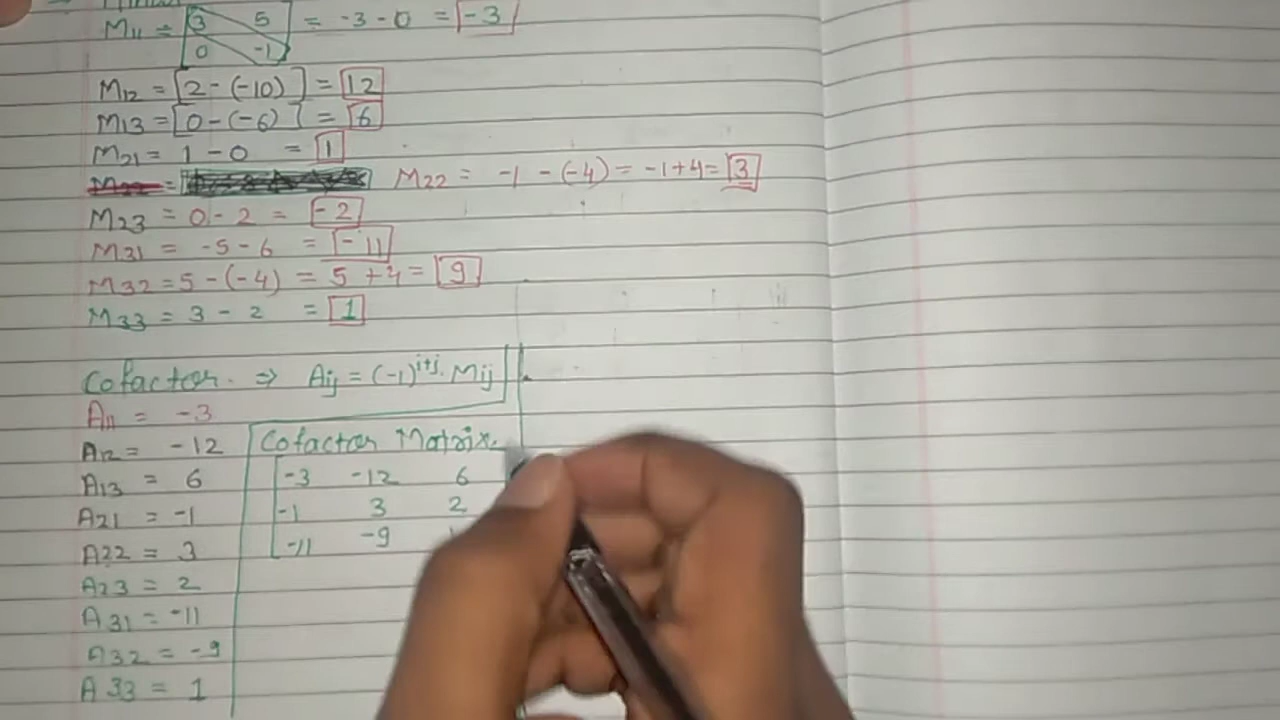 M11 = 3 5 = -3-0 = -3
0 -1
M12 = [2-(-10)] = 12
M13 = [0-(-6)] = 6
M21 = 1-0 = 1
M22 = M22 = -1 -(-4) = -1+4 = 3
M23 = 0-2 = -2
M31 = -5-6 = -11
M32 = 5-(-4) = 5+4 = 9
M33 = 3-2 = 1
Cofactor. ⇒ Aij = (-1)^i+j. Mij
A11 = -3
A12 = -12 Cofactor Matrix.
A13 = 6 -3 -12 6
A21 = -1 -1 3 2
A22 = 3 -11 -9
A23 = 2
A31 = -11
A32 = -9
A33 = 1